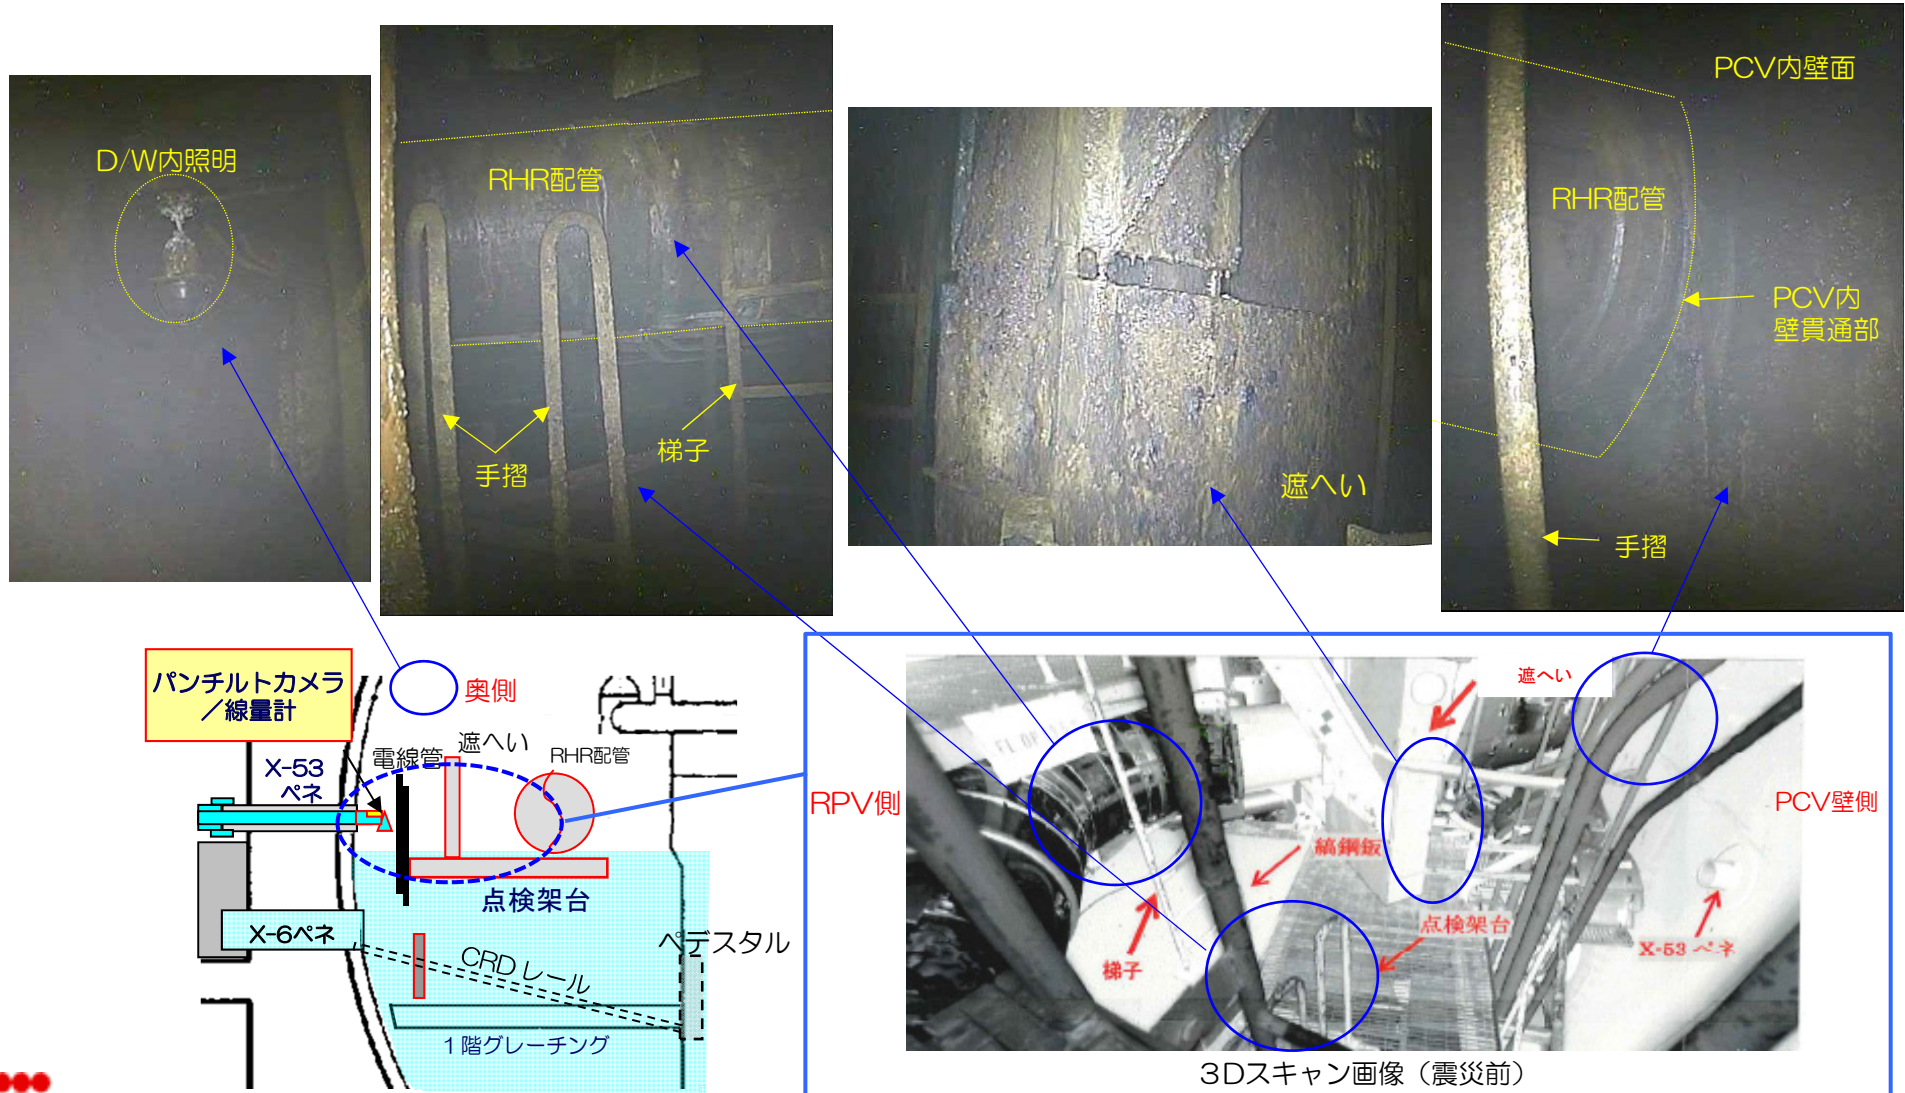 D/W内照明
RHR配管
手摺
梯子
遮へい
PCV内壁面
RHR配管
PCV内
壁貫通部
手摺
パンチルトカメラ
／線量計
奥側
X-53
ペネ
電線管
遮へい
RHR配管
点検架台
X-6ペネ
CRDレール
ペデスタル
1階グレーチング
RPV側
遮へい
PCV壁側
縞鋼鈑
点検架台
梯子
X-53 ペネ
3Dスキャン画像（震災前）